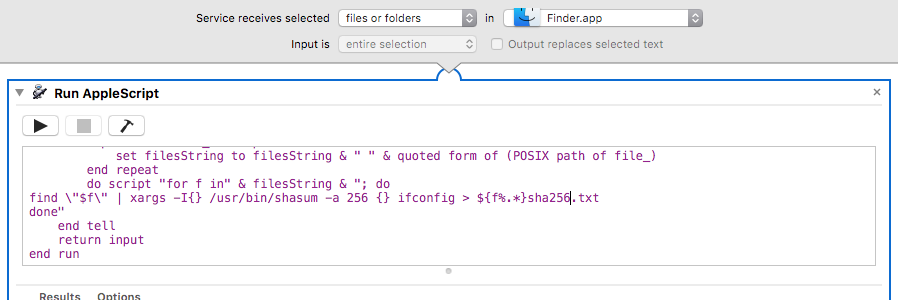 Service receives selected files or folders in Finder.app
Input is entire selection Output replaces selected text
Run AppleScript
set filesString to filesString & " " & quoted form of (POSIX path of file_)
end repeat
do script "for f in" & filesString & "; do
find \"$f\" | xargs -I{} /usr/bin/shasum -a 256 {} ifconfig > ${f%.*}sha256.txt
done"
end tell
return input
end run
Results Options